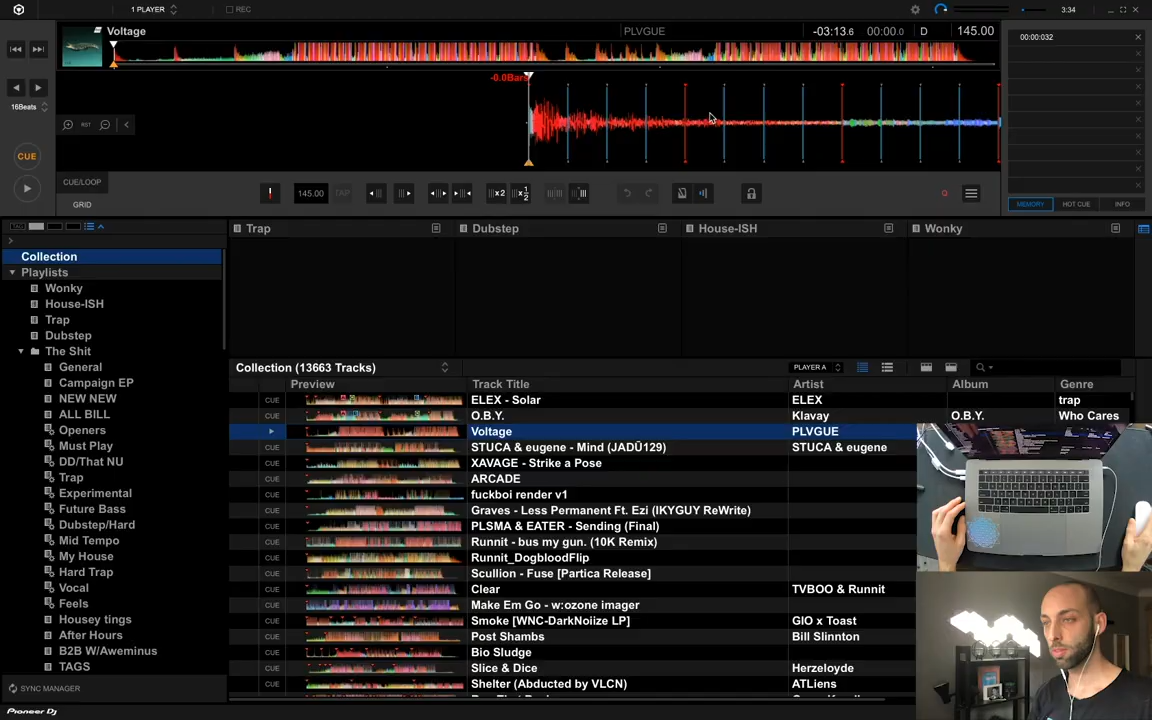 1 PLAYER
REC
3:34
Voltage
PLVGUE
-03:13.6
00:00.0
D
145.00
00:00:032
-0.0Bars
16Beats
RST
CUE
CUE/LOOP
GRID
145.00
TAP
x2
x1/2
Q
MEMORY
HOT CUE
INFO
TAG
Trap
Dubstep
House-ISH
Wonky
Collection
Playlists
Wonky
House-ISH
Trap
Dubstep
The Shit
General
Campaign EP
NEW NEW
ALL BILL
Openers
Must Play
DD/That NU
Trap
Experimental
Future Bass
Dubstep/Hard
Mid Tempo
My House
Hard Trap
Vocal
Feels
Housey tings
After Hours
B2B W/Aweminus
TAGS
SYNC MANAGER
Collection (13663 Tracks)
PLAYER A
Preview Track Title Artist Album Genre
CUE ELEX - Solar ELEX trap
CUE O.B.Y. Klavay O.B.Y. Who Cares
Voltage PLVGUE
CUE STUCA & eugene - Mind (JADŪ129) STUCA & eugene
CUE XAVAGE - Strike a Pose
CUE ARCADE
CUE fuckboi render v1
CUE Graves - Less Permanent Ft. Ezi (IKYGUY ReWrite)
CUE PLSMA & EATER - Sending (Final)
CUE Runnit - bus my gun. (10K Remix)
CUE Runnit_DogbloodFlip
CUE Scullion - Fuse [Partica Release]
CUE Clear TVBOO & Runnit
CUE Make Em Go - w:ozone imager
CUE Smoke [WNC-DarkNoiize LP] GIO x Toast
CUE Post Shambs Bill Slinnton
CUE Bio Sludge
CUE Slice & Dice Herzeloyde
CUE Shelter (Abducted by VLCN) ATLiens
Pioneer Dj